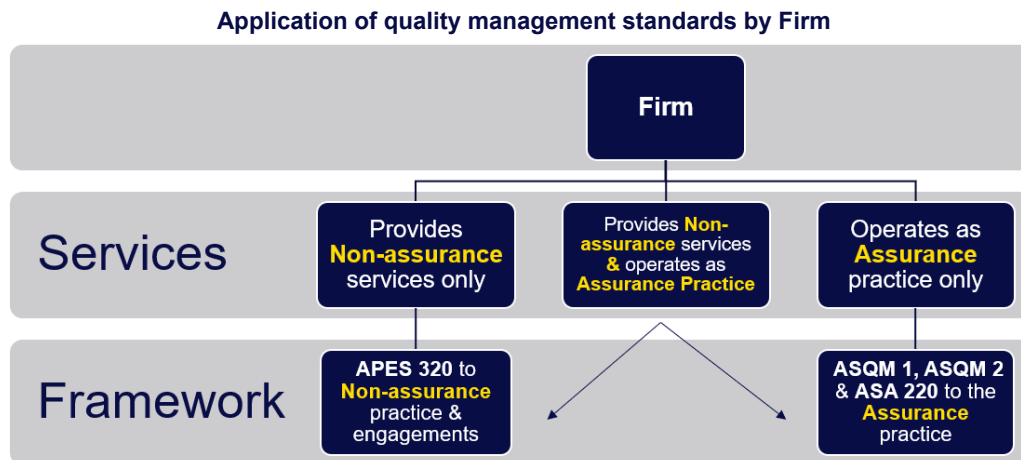 Application of quality management standards by Firm
Firm
Services
Provides
Non-assurance
services only
Provides Non-
assurance services
& operates as
Assurance Practice
Operates as
Assurance
practice only
Framework
APES 320 to
Non-assurance
practice &
engagements
ASQM 1, ASQM 2
& ASA 220 to the
Assurance
practice